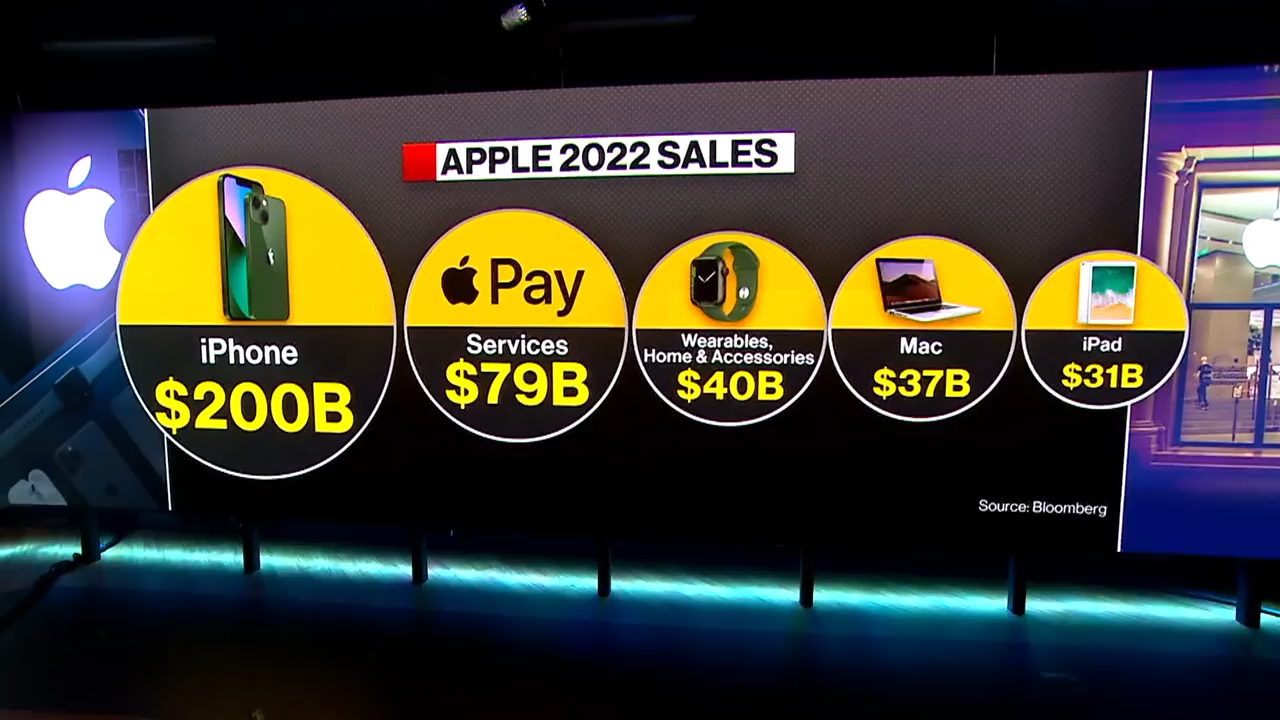 APPLE 2022 SALES
Pay
iPhone
$200B
Services
$79B
Wearables,
Home & Accessories
$40B
Mac
$37B
iPad
$31B
Source: Bloomberg